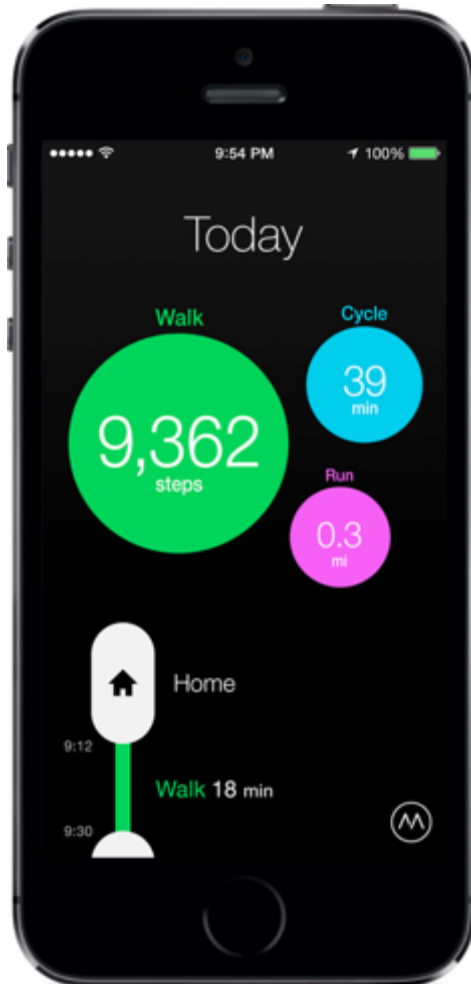 9:54 PM
100%
Today
Walk
9,362
steps
Cycle
39
min
Run
0.3
mi
Home
9:12
Walk 18 min
9:30